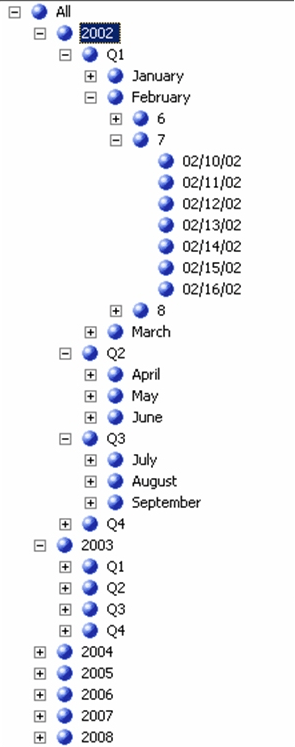 All
2002
Q1
January
February
6
7
02/10/02
02/11/02
02/12/02
02/13/02
02/14/02
02/15/02
02/16/02
8
March
Q2
April
May
June
Q3
July
August
September
Q4
2003
Q1
Q2
Q3
Q4
2004
2005
2006
2007
2008